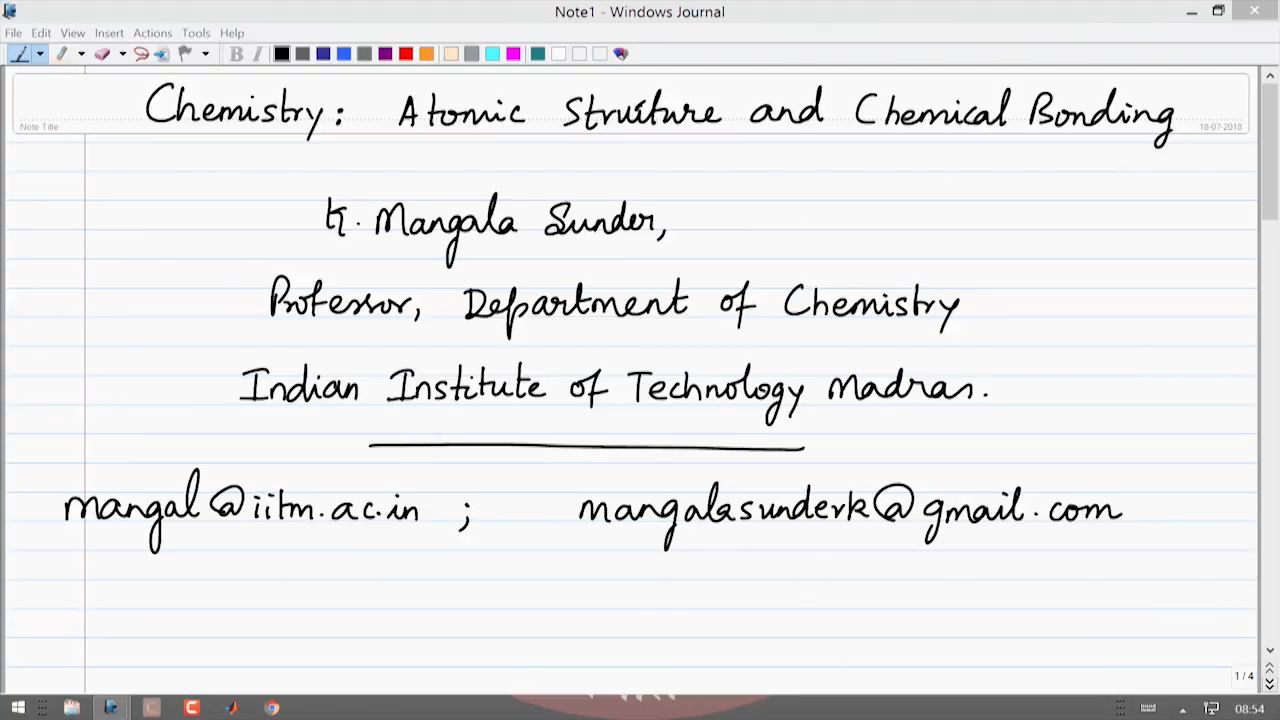 Note1 - Windows Journal
File Edit View Insert Actions Tools Help
B I
Chemistry: Atomic Structure and Chemical Bonding
Note Title
18-07-2018
K. Mangala Sunder,
Professor, Department of Chemistry
Indian Institute of Technology Madras.
mangal@iitm.ac.in ; mangalasunderk@gmail.com
1 / 4
08:54